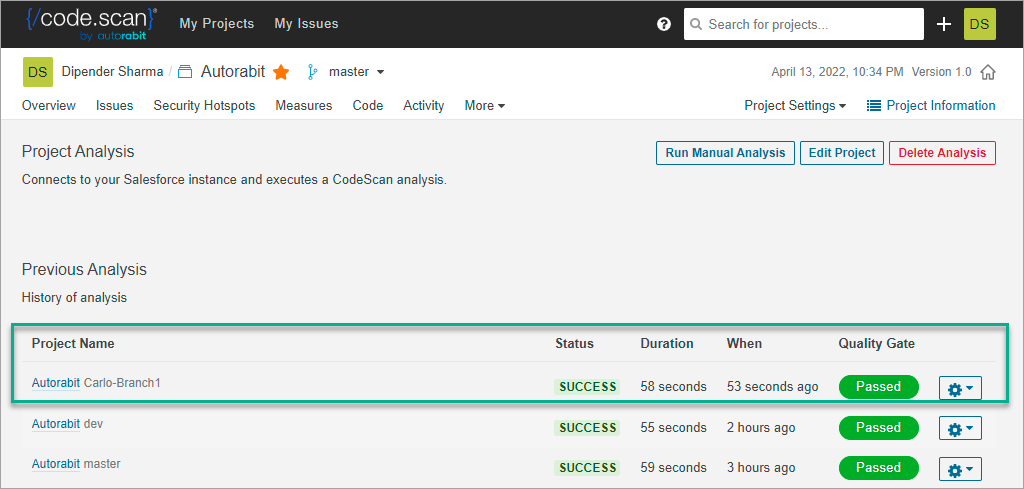 {/code.scan}® My Projects My Issues Search for projects... DS
by autorabit
DS Dipender Sharma / Autorabit master April 13, 2022, 10:34 PM Version 1.0
Overview Issues Security Hotspots Measures Code Activity More Project Settings Project Information
Project Analysis Run Manual Analysis Edit Project Delete Analysis
Connects to your Salesforce instance and executes a CodeScan analysis.
Previous Analysis
History of analysis
Project Name Status Duration When Quality Gate
Autorabit Carlo-Branch1 SUCCESS 58 seconds 53 seconds ago Passed
Autorabit dev SUCCESS 55 seconds 2 hours ago Passed
Autorabit master SUCCESS 59 seconds 3 hours ago Passed